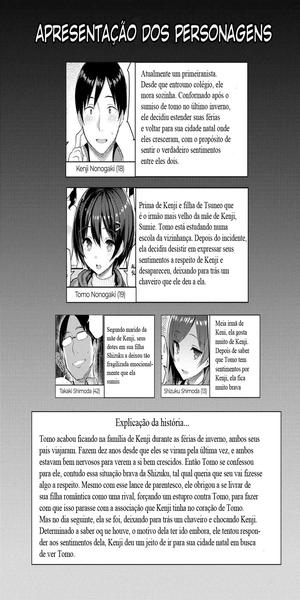 APRESENTAÇÃO DOS PERSONAGENS
Atualmente um primeiranista.
Desde que entrouno colégio, ele
mora sozinha. Conformado após o
sumiso de tomo no último inverno,
ele decidiu estender suas férias
e voltar para sua cidade natal onde
eles cresceram, com o propósito de
sentir o verdadeiro sentimentos
entre eles dois.
Kenji Nonogaki (18)
Prima de Kenji e filha de Tsuneo que
é o irmão mais velho da mãe de Kenji,
Sumie. Tomo está estudando numa
escola da vizinhança. Depois do incidente,
ela decidiu desistir em expressar seus
sentimentos a respeito de Kenji e
desapareceu, deixando para trás um
chaveiro que ele deu a ela.
Tomo Nonogaki (19)
Segundo marido da
mãe de Kenji, seus
dotes em sua filha
Shizuku a deixou tão
fragilizada emocional-
mente que ela
sumiu
Takaki Shimoda (42)
Meia irmã de
Keni, ela gosta
muito de Kenji.
Depois de saber
que Tomo tem
sentimentos por
Kenji, ela fica
muito brava
Shizuku Shimoda (13)
Explicação da história...
Tomo acabou ficando na família de Kenji durante as férias de inverno, ambos seus
pais viajaram. Fazem dez anos desde que eles se viram pela última vez, e ambos
estavam bem nervosos para verem a si bem crescidos. Então Tomo se confessou
para ele, contudo essa situação brava da Shizuku, tal qual queria que seu vai fizesse
algo a respeito. Mesmo com esse lance de parentesco, ele obrigou a se livrar de
sua filha romântica como uma rival, forçando um estupro contra Tomo, para fazer
com que isso parasse com a associação que Kenji tinha no coração de Tomo.
Mas no dia seguinte, ela se foi, deixando para trás um chaveiro e chocando Kenji.
Determinado a saber oq ue houve, o motivo dela ter ido embora, ele tentou respon-
der aos sentimentos dela, Kenji deu um jeito de ir para sua cidade natal em busca
de ver Tomo.